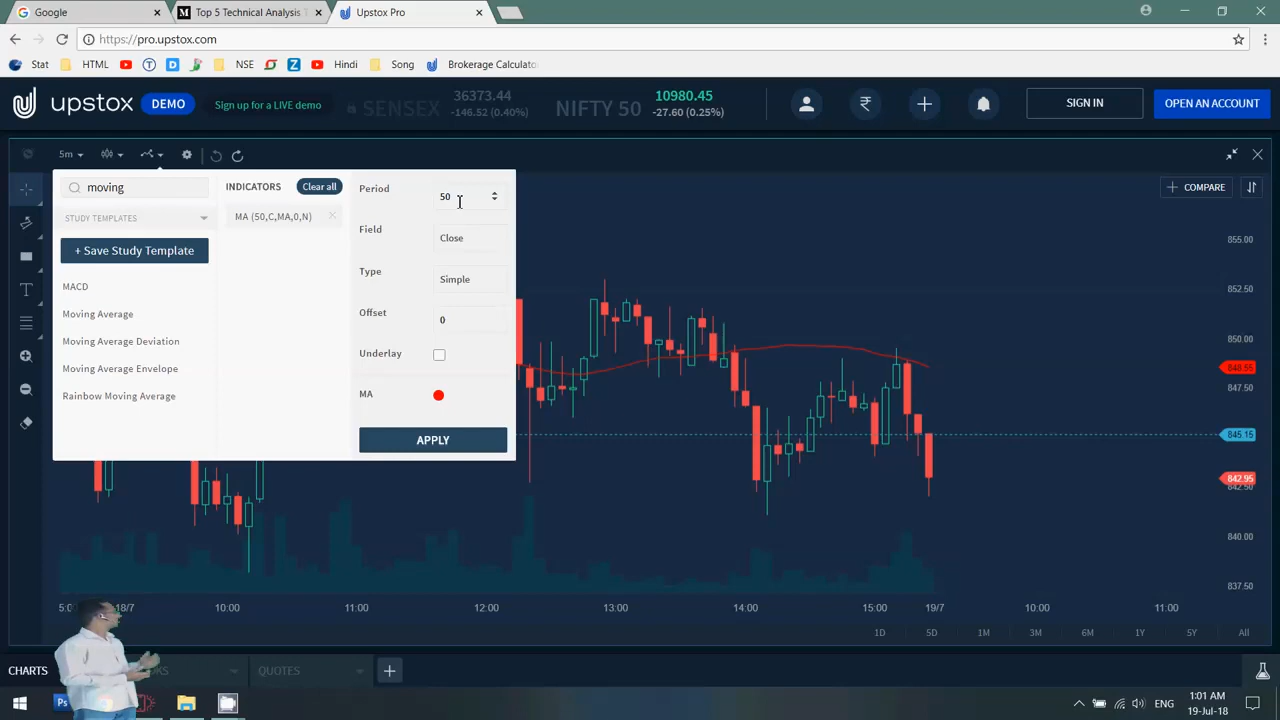 Google
Top 5 Technical Analysis T
Upstox Pro
https://pro.upstox.com
Stat
HTML
NSE
Hindi
Song
Brokerage Calculato
upstox
DEMO
Sign up for a LIVE demo
SENSEX
36373.44
-146.52 (0.40%)
NIFTY 50
10980.45
-27.60 (0.25%)
SIGN IN
OPEN AN ACCOUNT
5m
moving
STUDY TEMPLATES
+ Save Study Template
MACD
Moving Average
Moving Average Deviation
Moving Average Envelope
Rainbow Moving Average
INDICATORS
Clear all
MA (50,C,MA,0,N)
Period
50
Field
Close
Type
Simple
Offset
0
Underlay
MA
APPLY
+ COMPARE
855.00
852.50
850.00
848.55
847.50
845.15
842.95
842.50
840.00
837.50
5:0
18/7
10:00
11:00
12:00
13:00
14:00
15:00
19/7
10:00
11:00
1D
5D
1M
3M
6M
1Y
5Y
All
CHARTS
QUOTES
ENG
1:01 AM
19-Jul-18